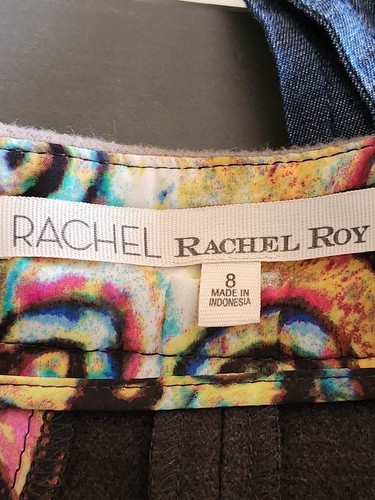 RACHEL RACHEL ROY
8
MADE IN
INDONESIA